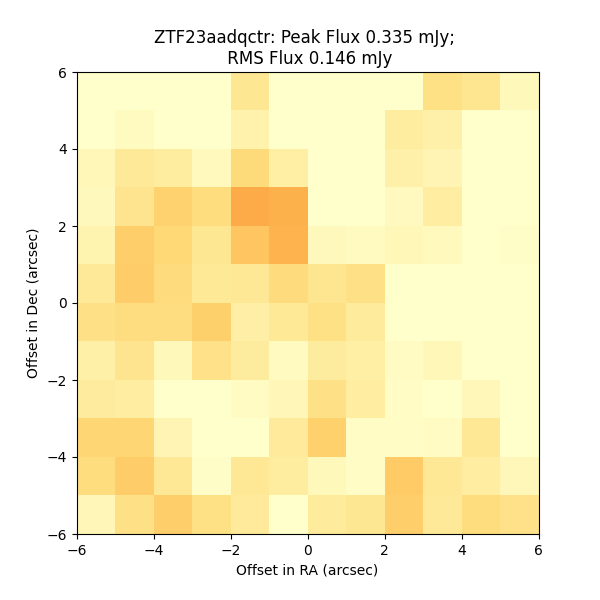 ZTF23aadqctr: Peak Flux 0.335 mJy;
RMS Flux 0.146 mJy
6
4
2
0
−2
−4
−6
Offset in Dec (arcsec)
−6 −4 −2 0 2 4 6
Offset in RA (arcsec)